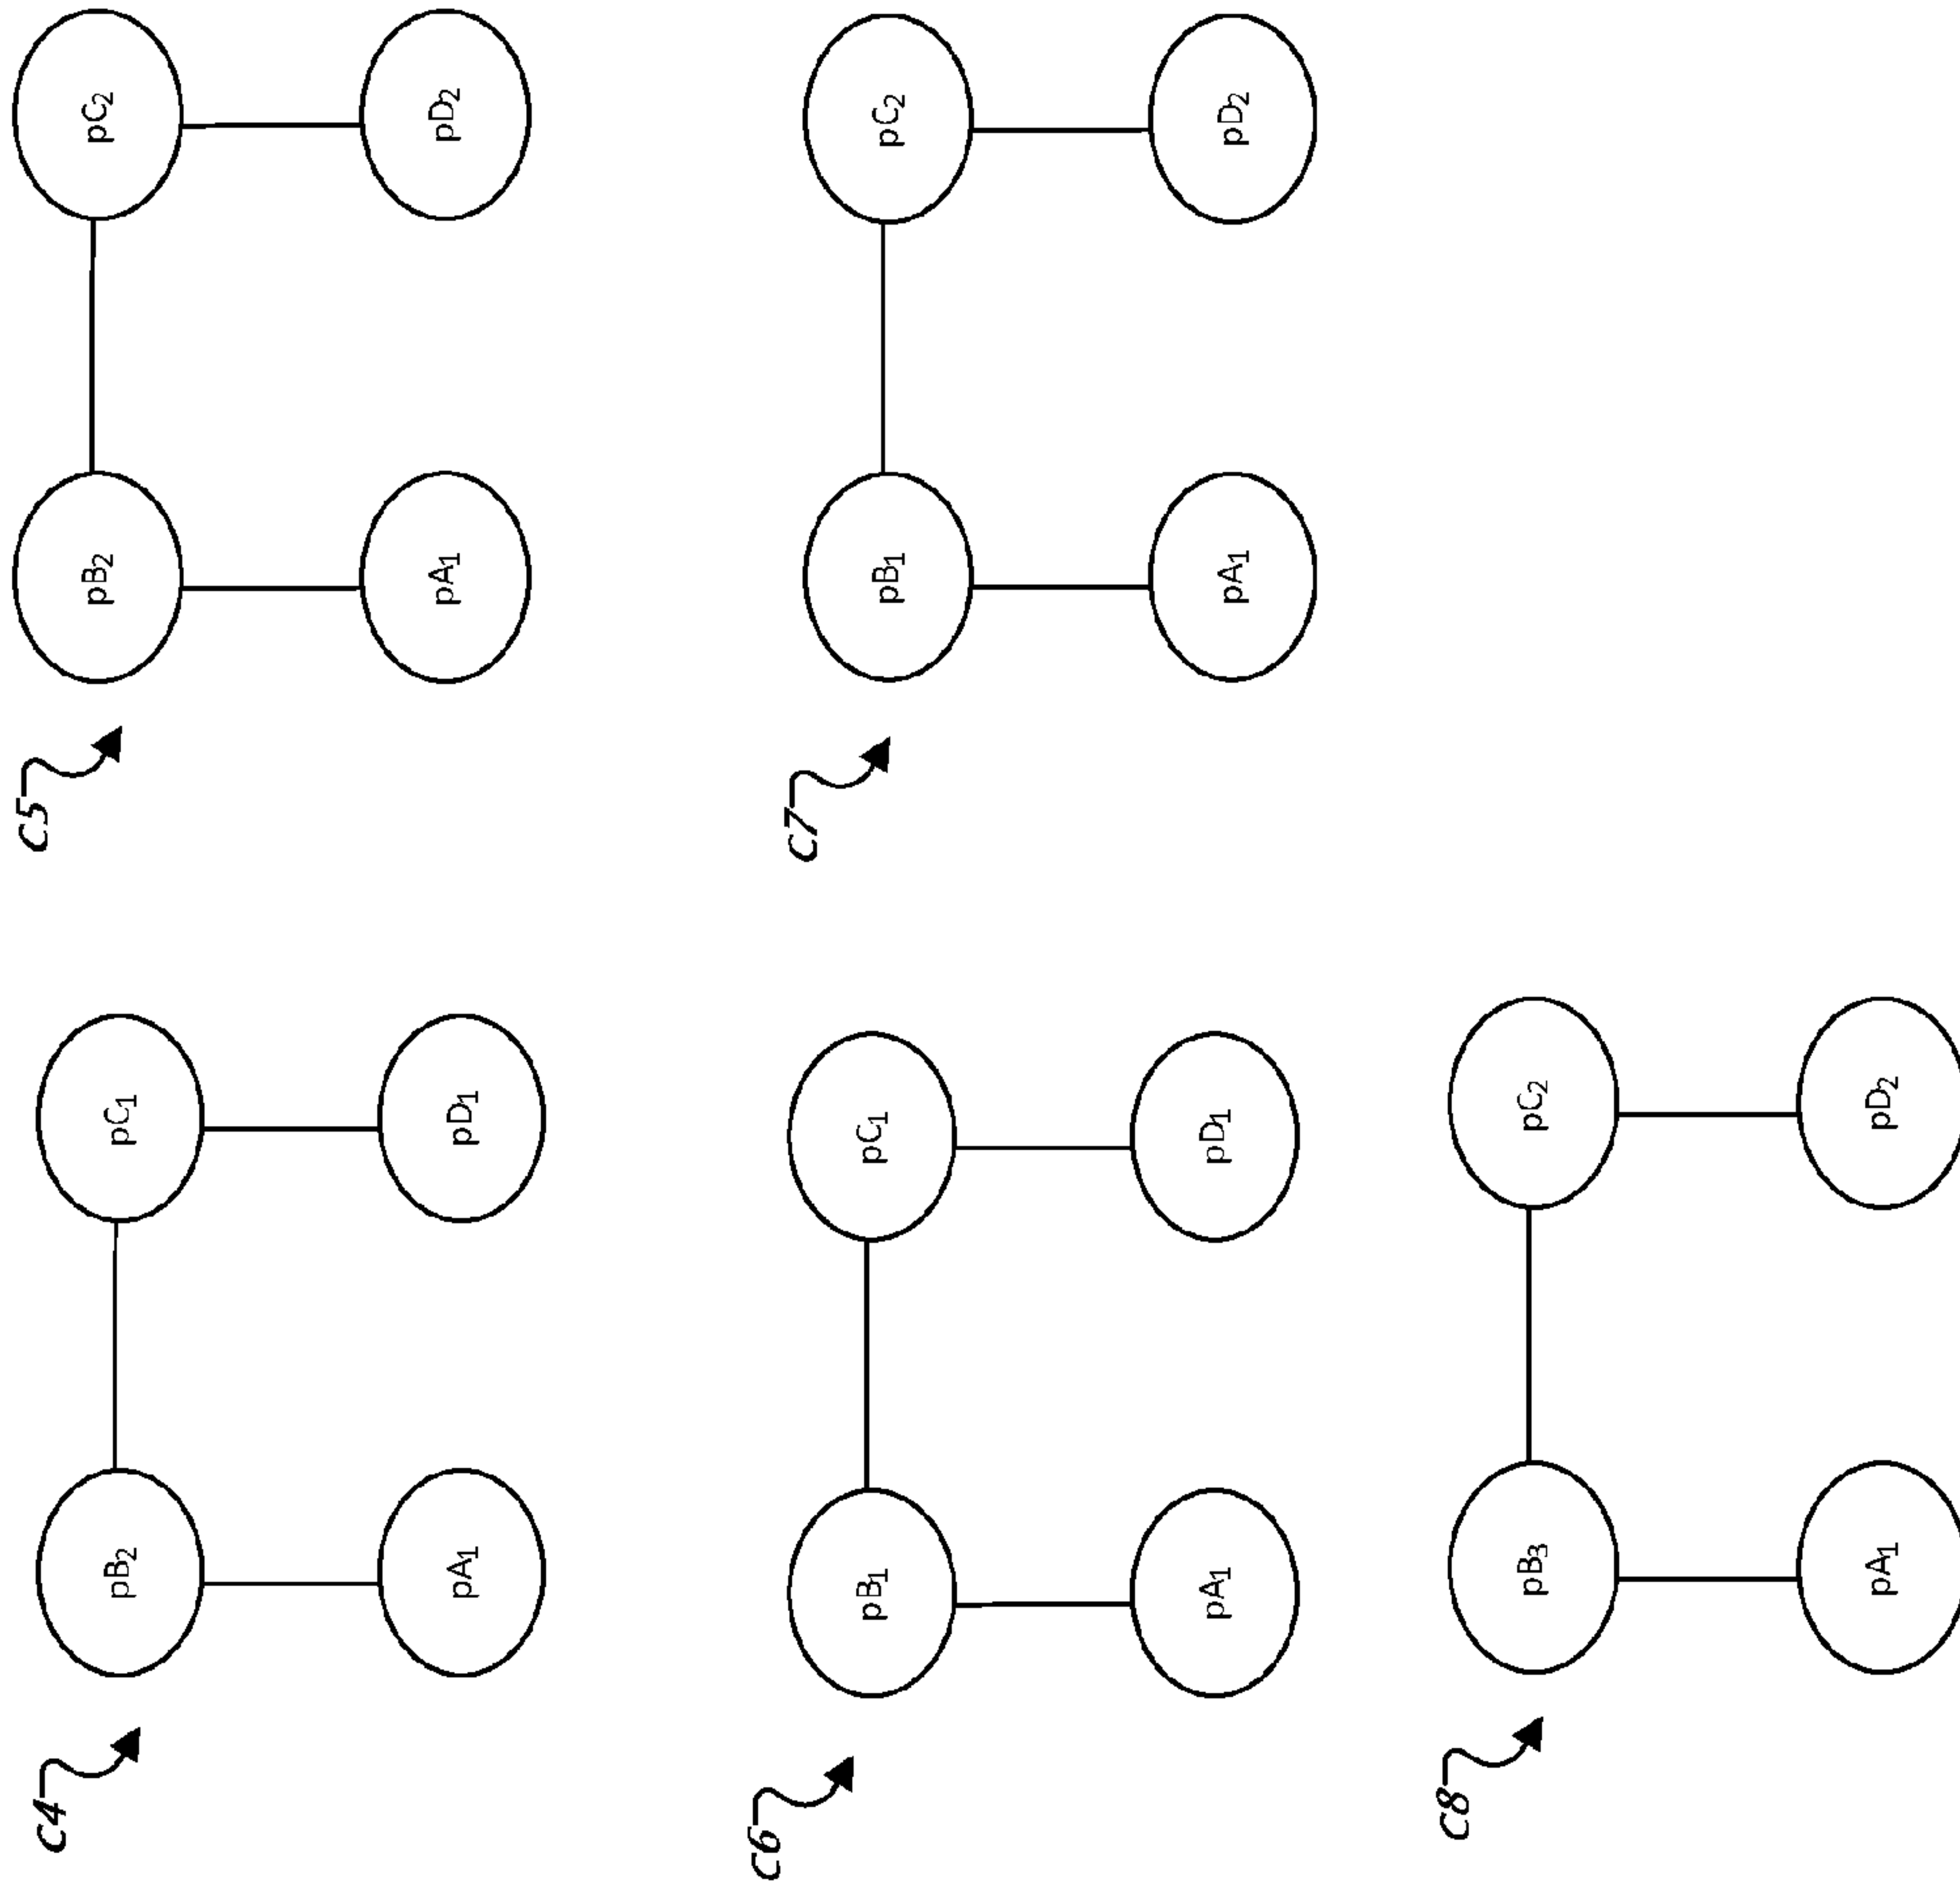 C4
pB₂
pC₁
pA₁
pD₁
C5
pB₂
pC₂
pA₁
pD₂
C6
pB₁
pC₁
pA₁
pD₁
C7
pB₁
pC₂
pA₁
pD₂
C8
pB₃
pC₂
pA₁
pD₂